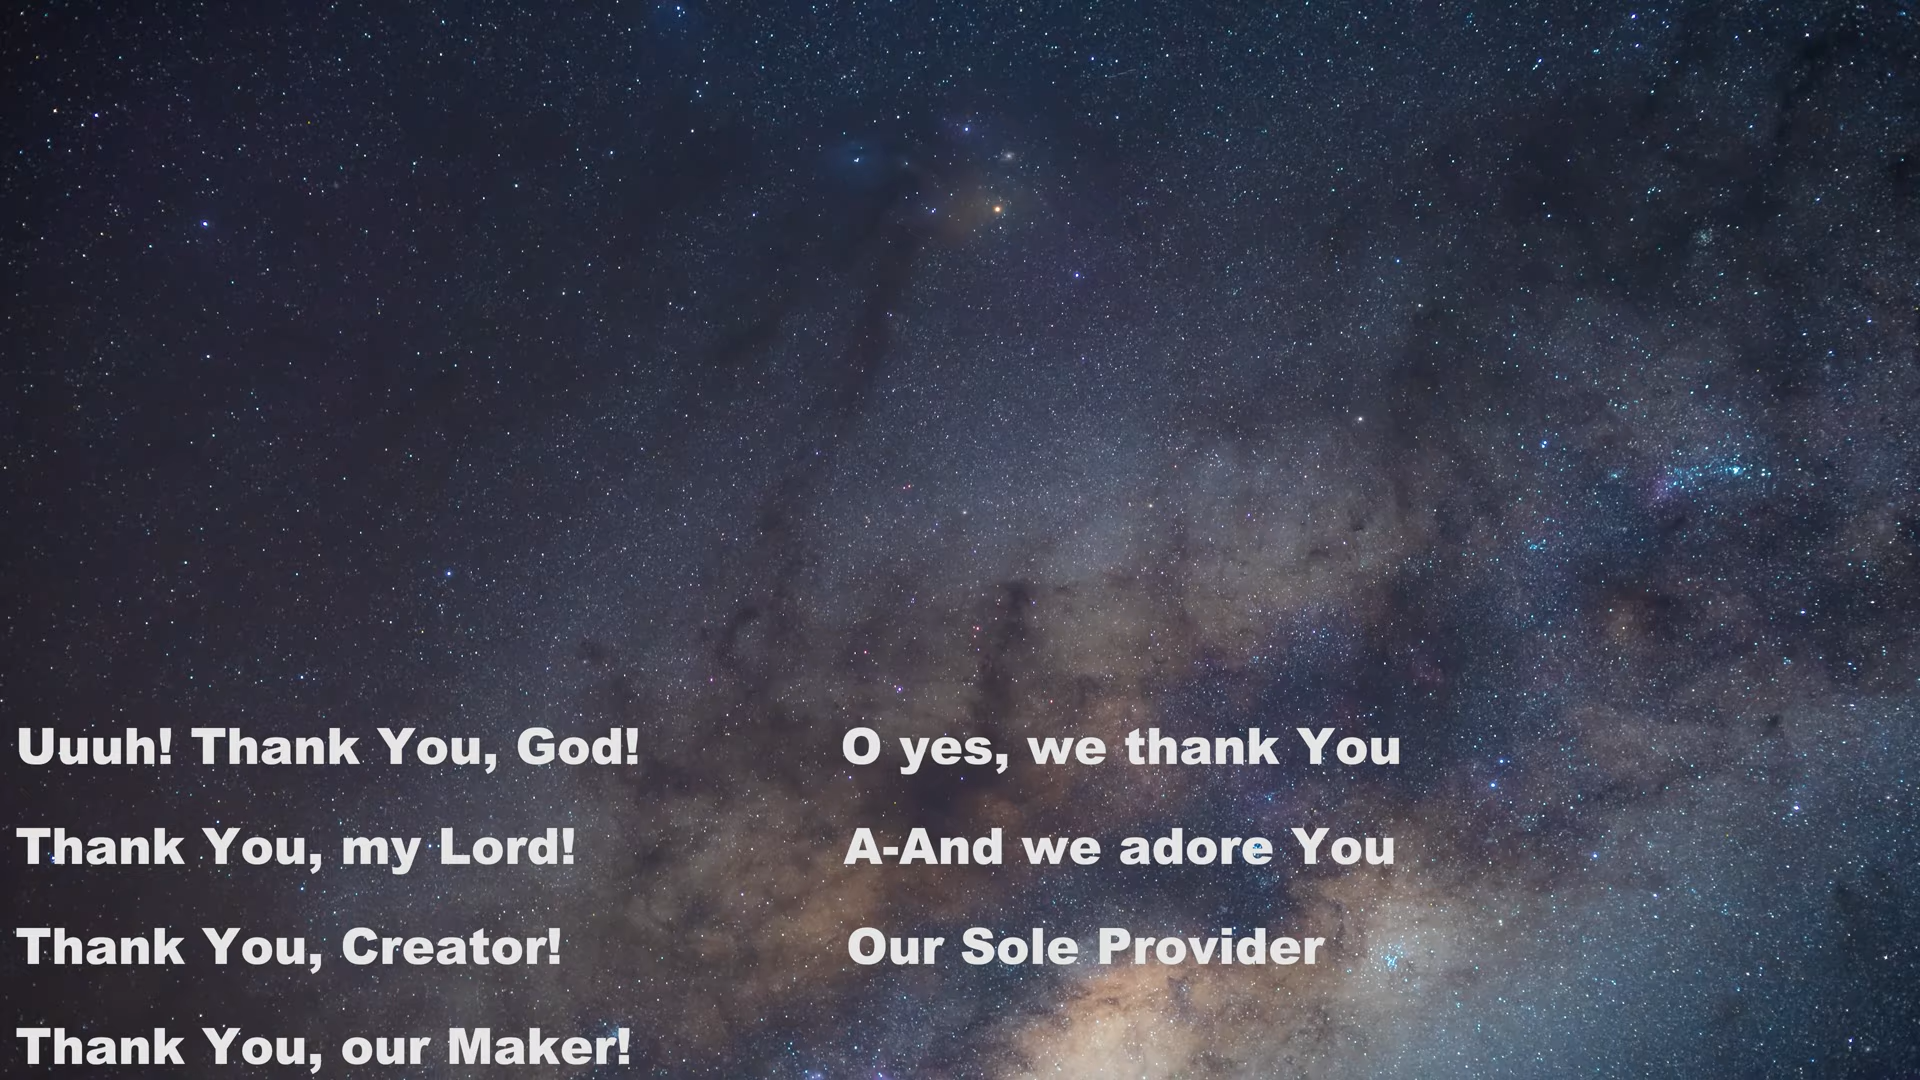 Uuuh! Thank You, God!
Thank You, my Lord!
Thank You, Creator!
Thank You, our Maker!
O yes, we thank You
A-And we adore You
Our Sole Provider